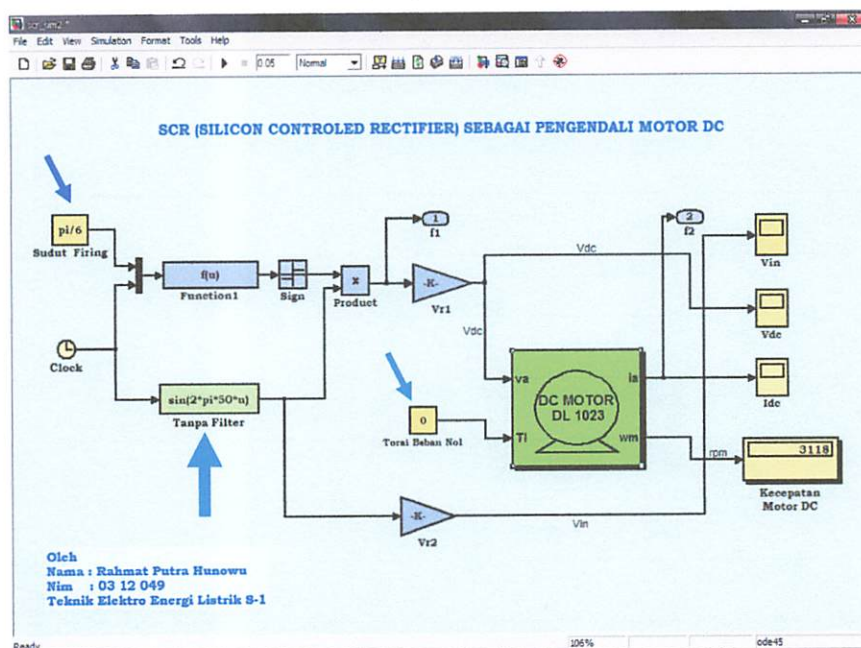 scr_sim2 *
File Edit View Simulation Format Tools Help
0.05 Normal
SCR (SILICON CONTROLED RECTIFIER) SEBAGAI PENGENDALI MOTOR DC
pi/6
Sudut Firing
f(u)
Function1
Sign
x
Product
1
f1
-K-
Vr1
Vdc
Vdc
2
f2
Vin
Vdc
Idc
Clock
sin(2*pi*50*u)
Tanpa Filter
0
Torsi Beban Nol
va
Tl
DC MOTOR
DL 1023
ia
wm
rpm
3118
Kecepatan
Motor DC
-K-
Vr2
Vin
Oleh
Nama : Rahmat Putra Hunowu
Nim : 03 12 049
Teknik Elektro Energi Listrik S-1
Ready
106%
ode45